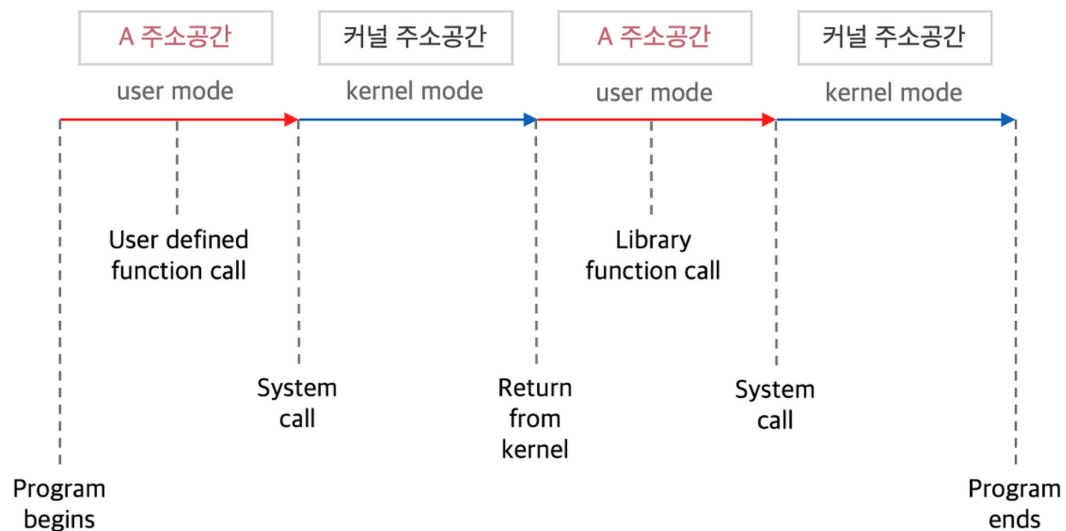 A 주소공간
커널 주소공간
A 주소공간
커널 주소공간
user mode
kernel mode
user mode
kernel mode
User defined
function call
Library
function call
System
call
Return
from
kernel
System
call
Program
begins
Program
ends